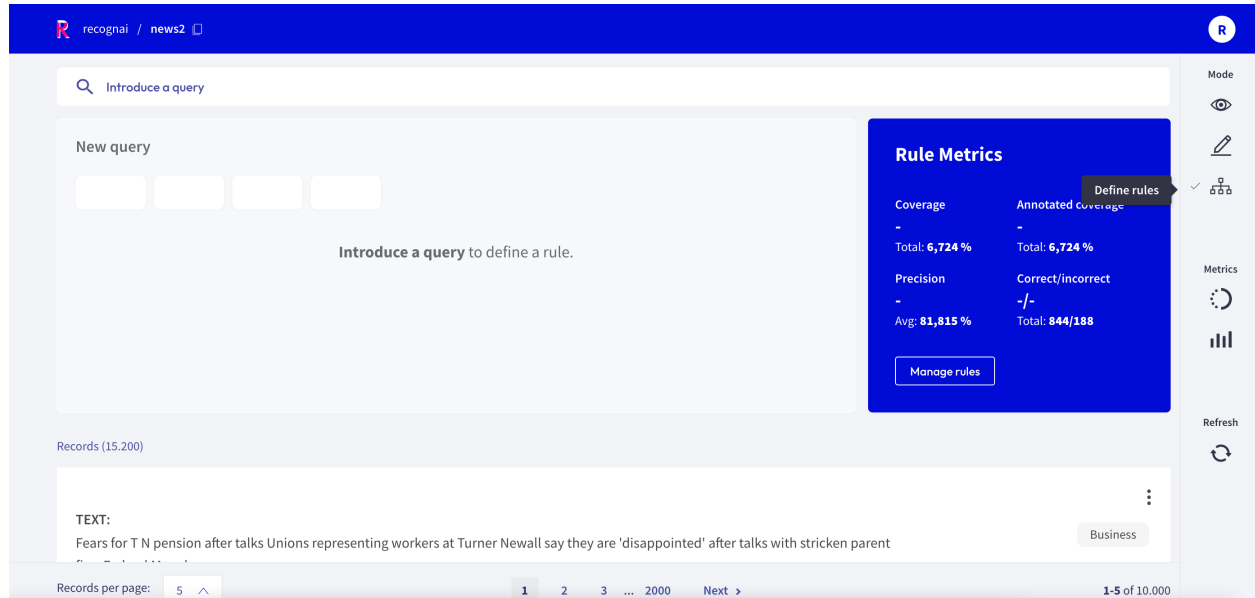 R recognai / news2
R
Introduce a query
Mode
New query
Rule Metrics
Define rules
Coverage
Annotated coverage
-
-
Total: 6,724 %
Total: 6,724 %
Introduce a query to define a rule.
Precision
Correct/incorrect
-
-/-
Avg: 81,815 %
Total: 844/188
Manage rules
Metrics
Refresh
Records (15.200)
TEXT:
Fears for T N pension after talks Unions representing workers at Turner Newall say they are 'disappointed' after talks with stricken parent
Business
Records per page: 5
1 2 3 ... 2000 Next >
1-5 of 10.000